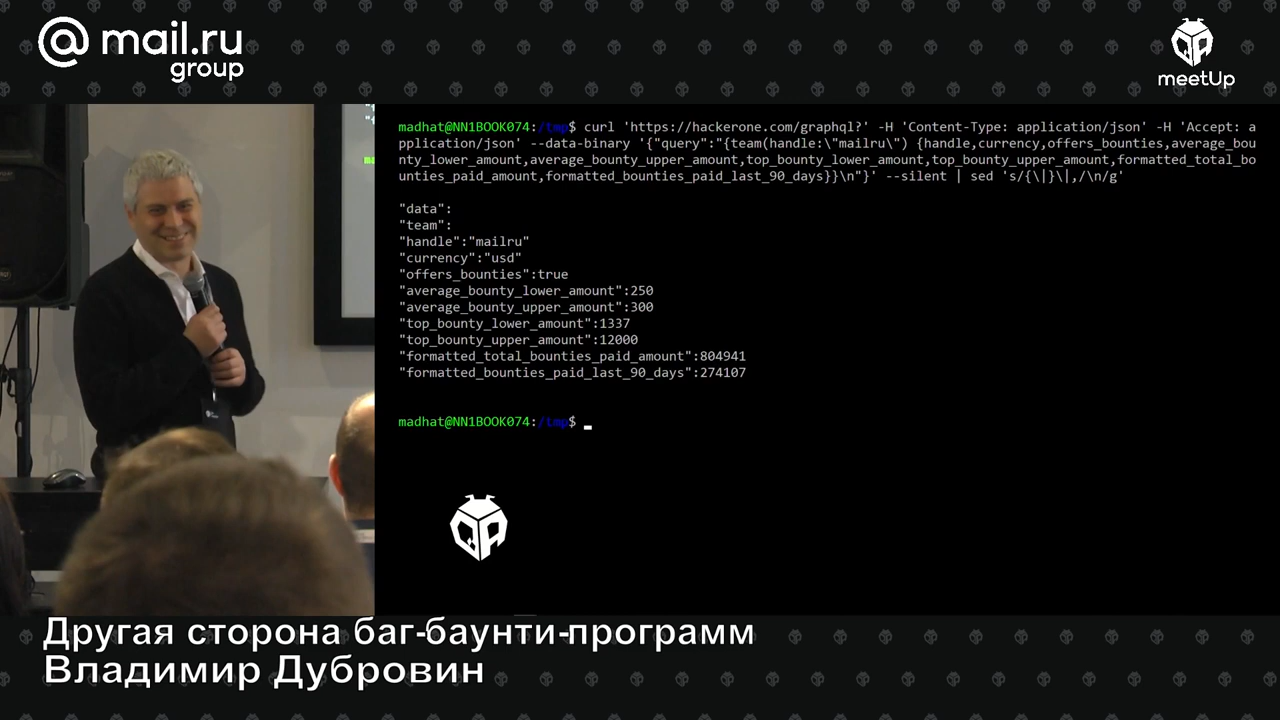 @mail.ru
group
QA
meetUp
madhat@NN1BOOK074:/tmp$ curl 'https://hackerone.com/graphql?' -H 'Content-Type: application/json' -H 'Accept: a
pplication/json' --data-binary '{"query":"{team(handle:\"mailru\") {handle,currency,offers_bounties,average_bou
nty_lower_amount,average_bounty_upper_amount,top_bounty_lower_amount,top_bounty_upper_amount,formatted_total_bo
unties_paid_amount,formatted_bounties_paid_last_90_days}}\n"}' --silent | sed 's/{\|}\|,/\n/g'
"data":
"team":
"handle":"mailru"
"currency":"usd"
"offers_bounties":true
"average_bounty_lower_amount":250
"average_bounty_upper_amount":300
"top_bounty_lower_amount":1337
"top_bounty_upper_amount":12000
"formatted_total_bounties_paid_amount":804941
"formatted_bounties_paid_last_90_days":274107
madhat@NN1BOOK074:/tmp$
QA
Другая сторона баг-баунти-программ
Владимир Дубровин